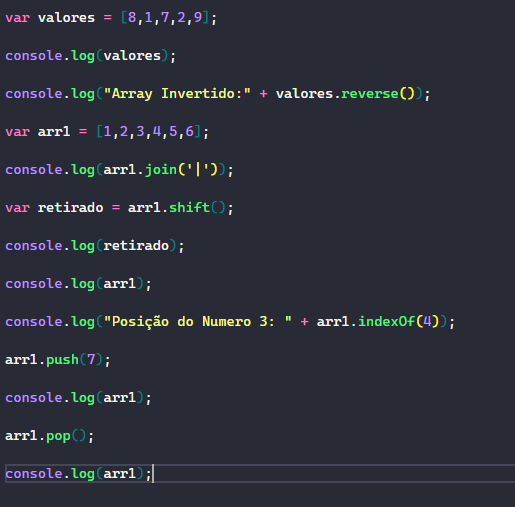 var valores = [8,1,7,2,9];
console.log(valores);
console.log("Array Invertido:" + valores.reverse());
var arr1 = [1,2,3,4,5,6];
console.log(arr1.join('|'));
var retirado = arr1.shift();
console.log(retirado);
console.log(arr1);
console.log("Posição do Numero 3: " + arr1.indexOf(4));
arr1.push(7);
console.log(arr1);
arr1.pop();
console.log(arr1);